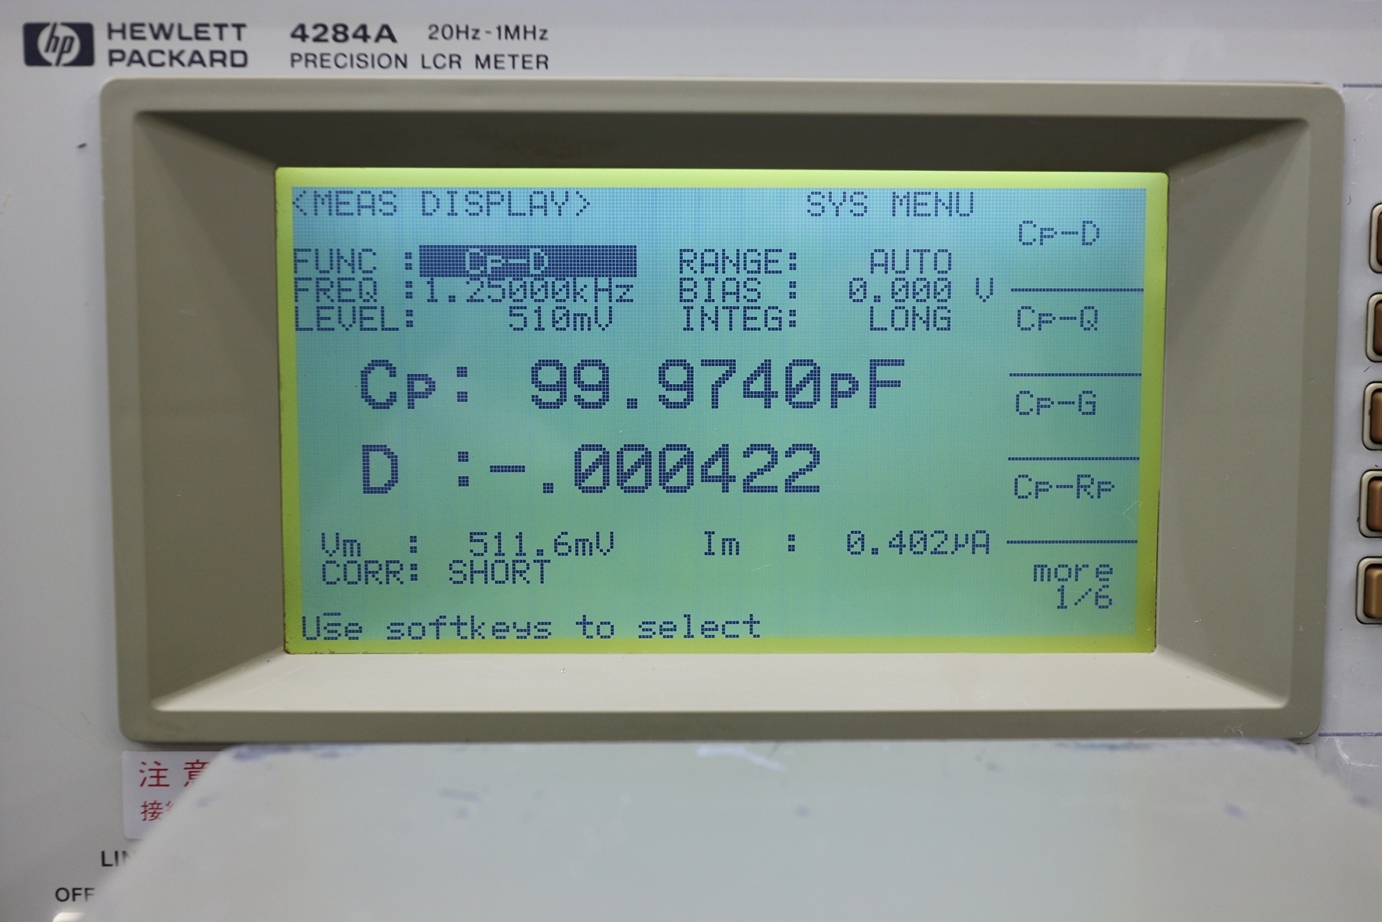 hp HEWLETT PACKARD 4284A 20Hz-1MHz
PRECISION LCR METER
<MEAS DISPLAY> SYS MENU
Cp-D
FUNC : Cp-D RANGE: AUTO
FREQ :1.25000kHz BIAS : 0.000 V
LEVEL: 510mV INTEG: LONG
Cp-Q
Cp: 99.9740pF
Cp-G
D :-.000422
Cp-Rp
Vm : 511.6mV Im : 0.402µA
CORR: SHORT
more
1/6
Use softkeys to select
注意
OFF